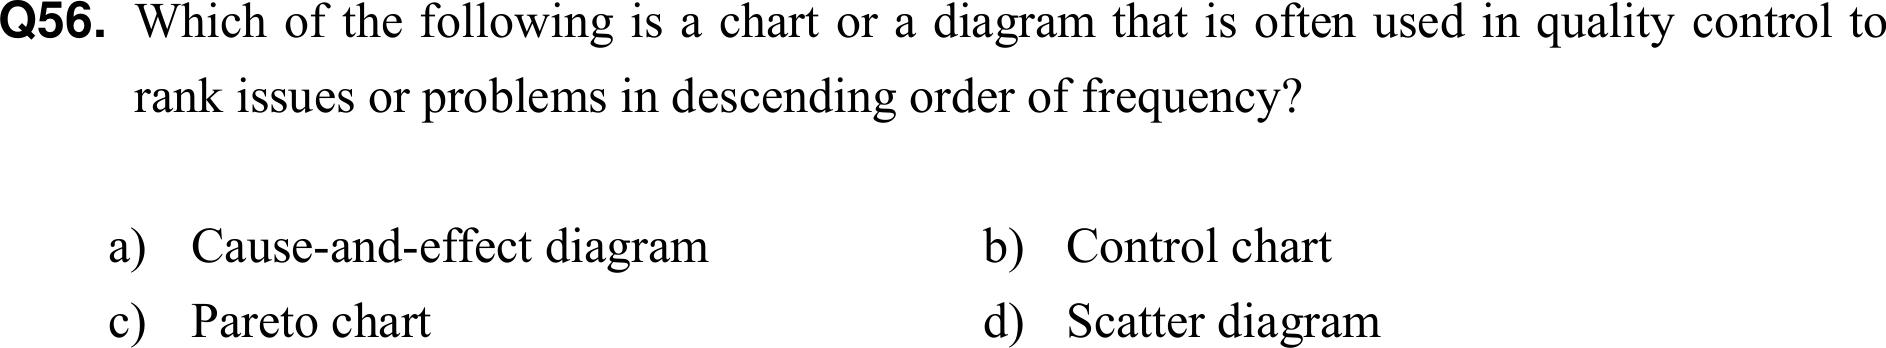 Q56. Which of the following is a chart or a diagram that is often used in quality control to
rank issues or problems in descending order of frequency?
a) Cause-and-effect diagram b) Control chart
c) Pareto chart d) Scatter diagram